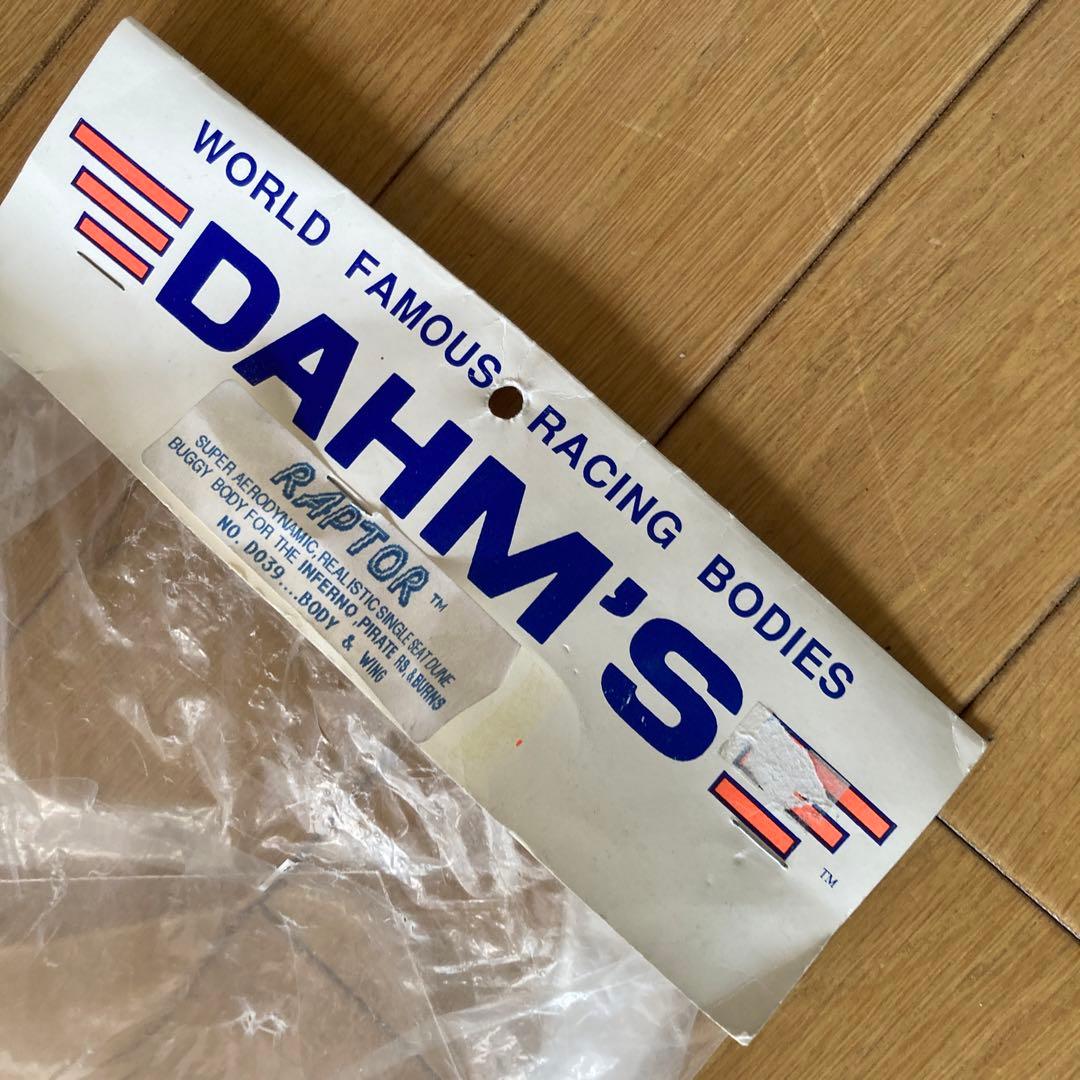 WORLD FAMOUS RACING BODIES
DAHM'S
TM
RAPTOR™
SUPER AERODYNAMIC, REALISTIC SINGLE SEAT DUNE
BUGGY BODY FOR THE INFERNO, PIRATE RS, & BURNS
NO. D039....BODY & WING